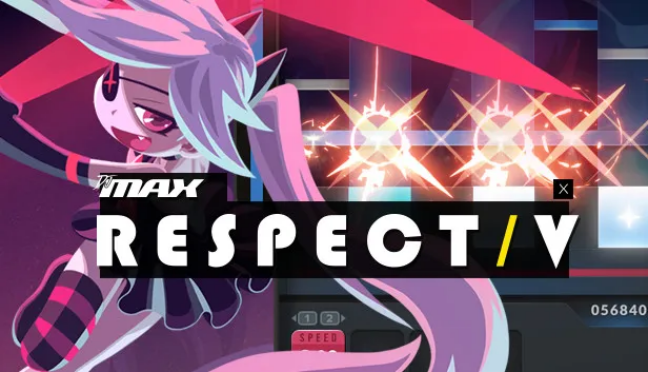 DJMAX
X
RESPECT/V
056840
1 2
SPEED